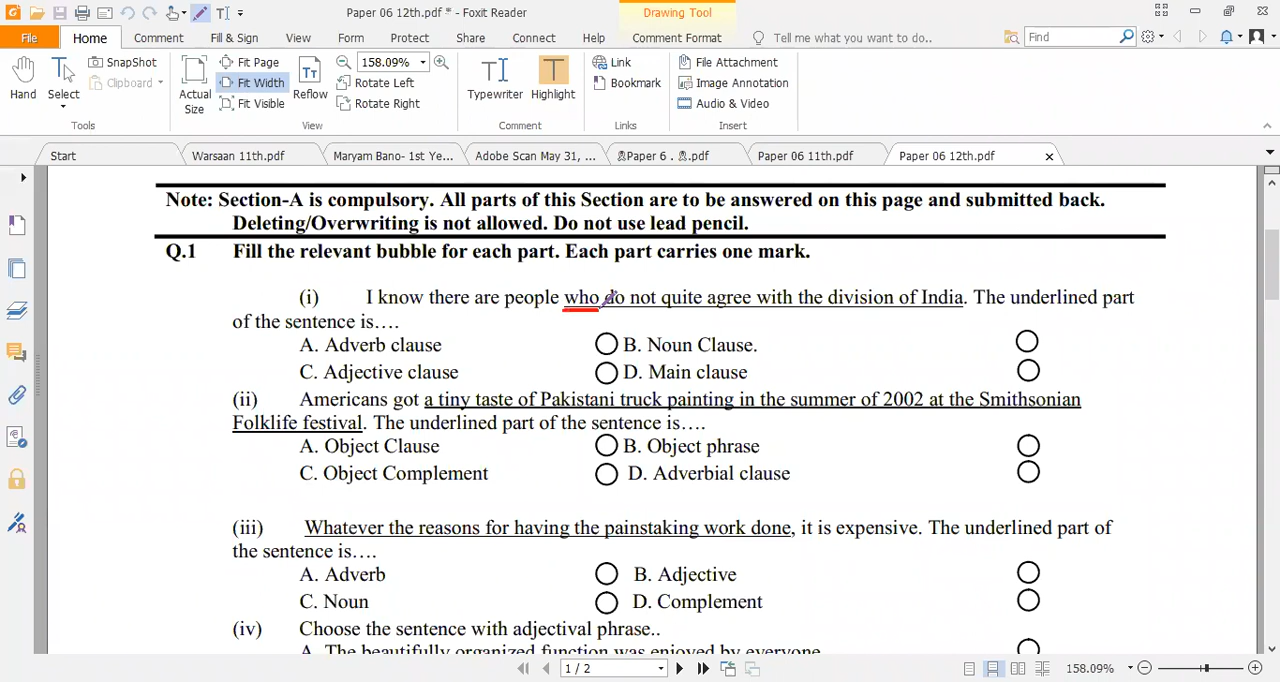 Paper 06 12th.pdf * - Foxit Reader
Drawing Tool
File Home Comment Fill & Sign View Form Protect Share Connect Help Comment Format Tell me what you want to do.. Find
Hand
Select
SnapShot
Clipboard
Tools
Actual Size
Fit Page
Fit Width
Fit Visible
Reflow
158.09%
Rotate Left
Rotate Right
View
Typewriter
Highlight
Comment
Link
Bookmark
Links
File Attachment
Image Annotation
Audio & Video
Insert
Start Warsaan 11th.pdf Maryam Bano- 1st Ye... Adobe Scan May 31, ... Paper 6 . .pdf Paper 06 11th.pdf Paper 06 12th.pdf
Note: Section-A is compulsory. All parts of this Section are to be answered on this page and submitted back.
Deleting/Overwriting is not allowed. Do not use lead pencil.
Q.1 Fill the relevant bubble for each part. Each part carries one mark.
(i) I know there are people who do not quite agree with the division of India. The underlined part
of the sentence is….
A. Adverb clause B. Noun Clause.
C. Adjective clause D. Main clause
(ii) Americans got a tiny taste of Pakistani truck painting in the summer of 2002 at the Smithsonian
Folklife festival. The underlined part of the sentence is….
A. Object Clause B. Object phrase
C. Object Complement D. Adverbial clause
(iii) Whatever the reasons for having the painstaking work done, it is expensive. The underlined part of
the sentence is….
A. Adverb B. Adjective
C. Noun D. Complement
(iv) Choose the sentence with adjectival phrase..
A. The beautifully organized function was enjoyed by everyone
1 / 2 158.09%